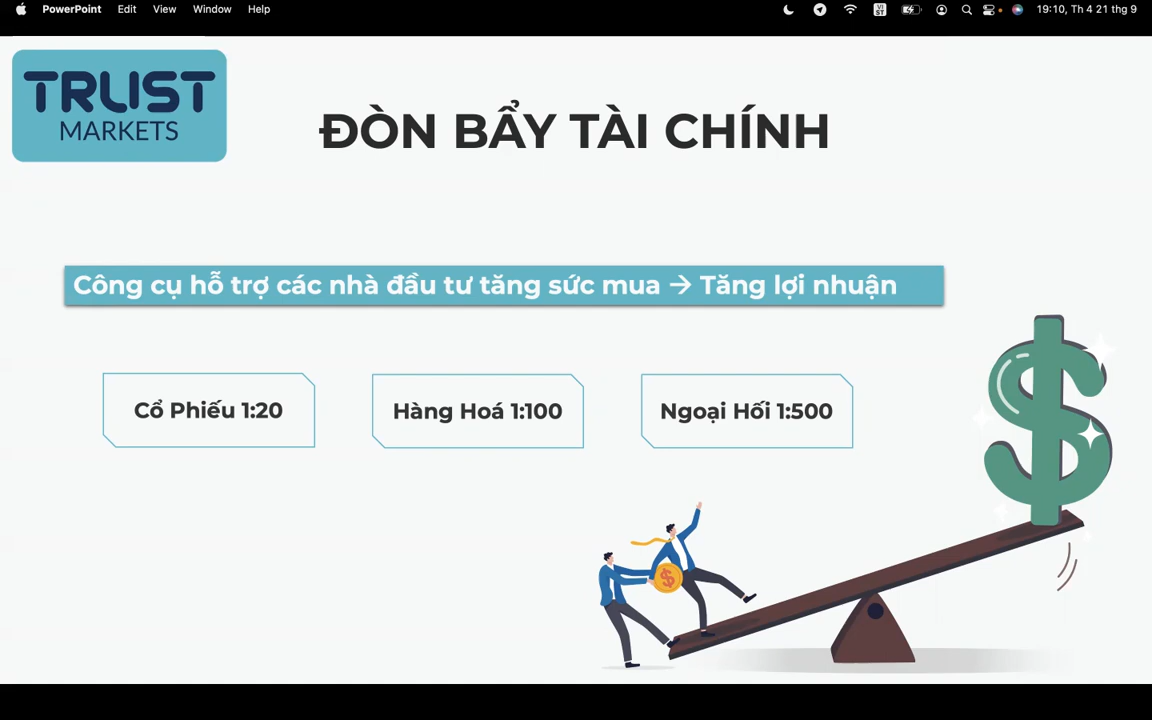 PowerPoint Edit View Window Help
VI
ST
19:10, Th 4 21 thg 9
TRUST
MARKETS
ĐÒN BẨY TÀI CHÍNH
Công cụ hỗ trợ các nhà đầu tư tăng sức mua → Tăng lợi nhuận
Cổ Phiếu 1:20
Hàng Hoá 1:100
Ngoại Hối 1:500
$
$